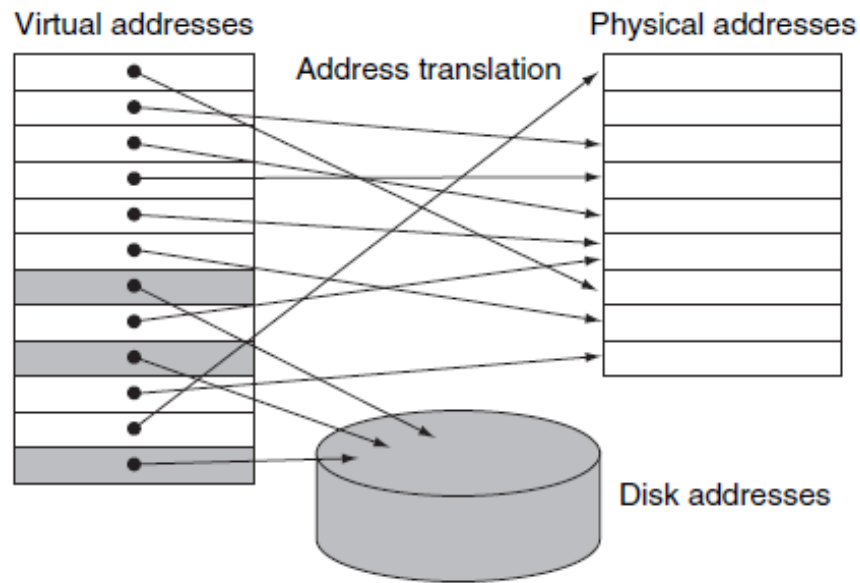 Virtual addresses
Physical addresses
Address translation
Disk addresses